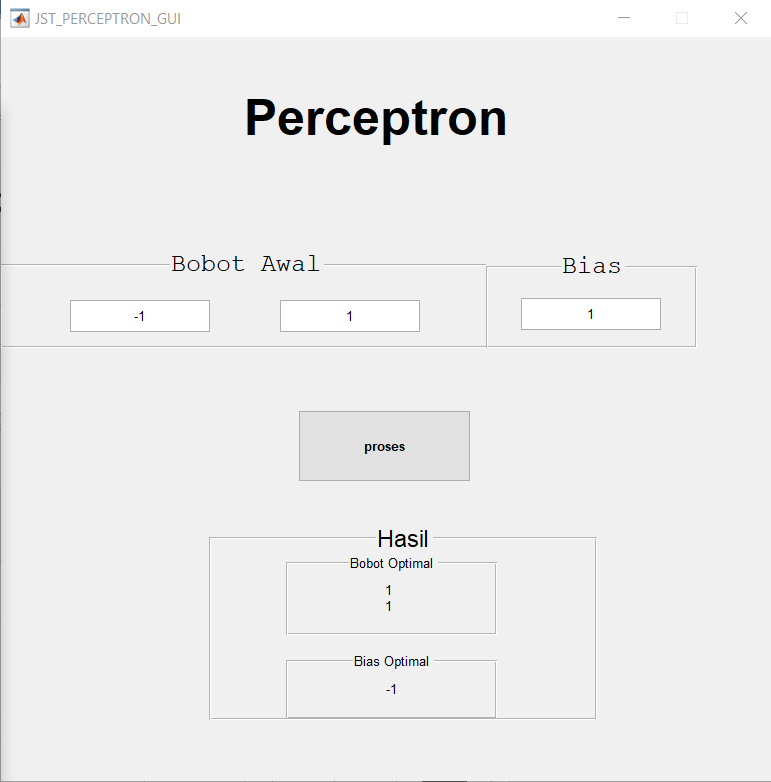 JST_PERCEPTRON_GUI
Perceptron
Bobot Awal
Bias
-1
1
1
proses
Hasil
Bobot Optimal
1
1
Bias Optimal
-1